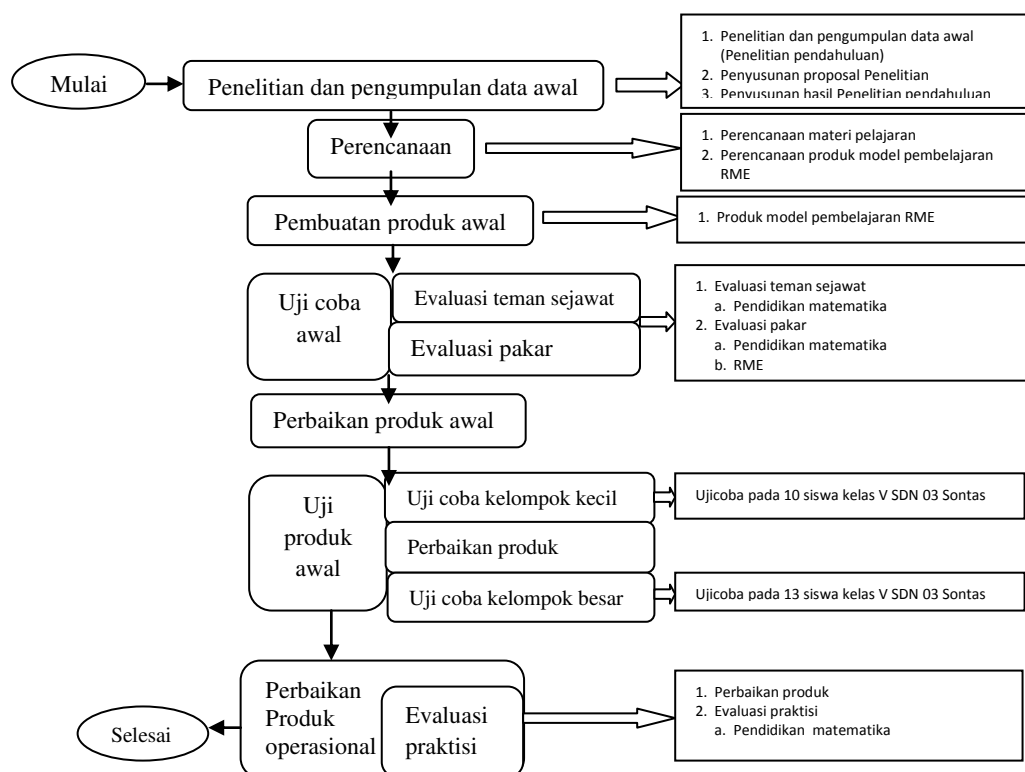 Mulai
Penelitian dan pengumpulan data awal
1. Penelitian dan pengumpulan data awal
(Penelitian pendahuluan)
2. Penyusunan proposal Penelitian
3. Penyusunan hasil Penelitian pendahuluan
Perencanaan
1. Perencanaan materi pelajaran
2. Perencanaan produk model pembelajaran
RME
Pembuatan produk awal
1. Produk model pembelajaran RME
Uji coba
awal
Evaluasi teman sejawat
Evaluasi pakar
1. Evaluasi teman sejawat
a. Pendidikan matematika
2. Evaluasi pakar
a. Pendidikan matematika
b. RME
Perbaikan produk awal
Uji
produk
awal
Uji coba kelompok kecil
Ujicoba pada 10 siswa kelas V SDN 03 Sontas
Perbaikan produk
Uji coba kelompok besar
Ujicoba pada 13 siswa kelas V SDN 03 Sontas
Perbaikan
Produk
operasional
Evaluasi
praktisi
1. Perbaikan produk
2. Evaluasi praktisi
a. Pendidikan matematika
Selesai